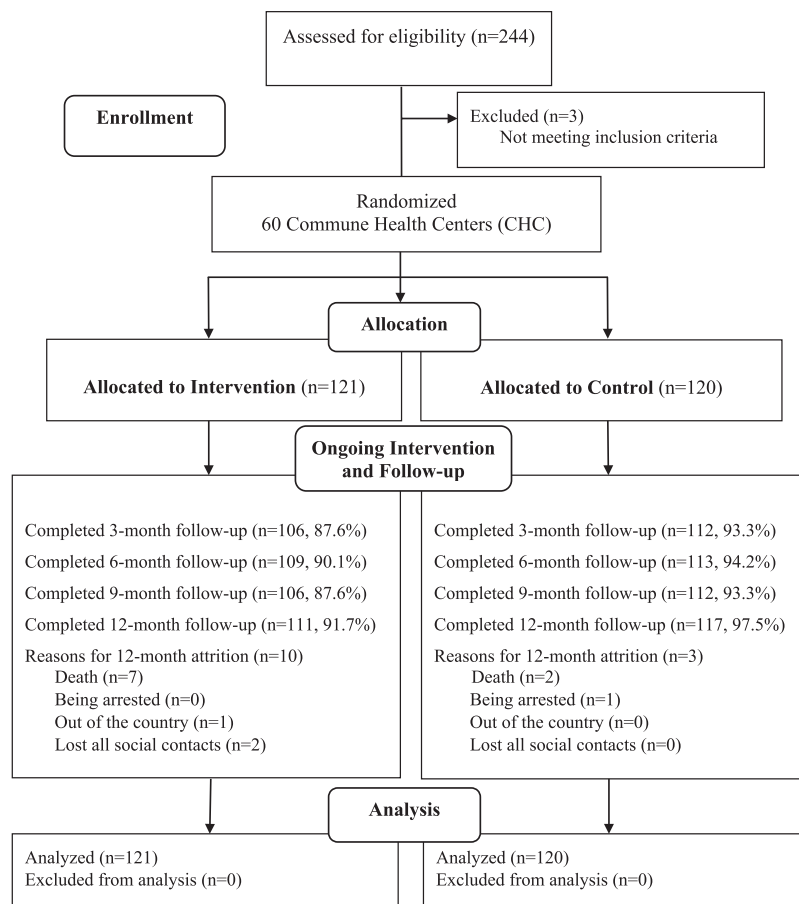 Assessed for eligibility (n=244)
Enrollment
Excluded (n=3)
Not meeting inclusion criteria
Randomized
60 Commune Health Centers (CHC)
Allocation
Allocated to Intervention (n=121)
Allocated to Control (n=120)
Ongoing Intervention
and Follow-up
Completed 3-month follow-up (n=106, 87.6%)
Completed 6-month follow-up (n=109, 90.1%)
Completed 9-month follow-up (n=106, 87.6%)
Completed 12-month follow-up (n=111, 91.7%)
Reasons for 12-month attrition (n=10)
Death (n=7)
Being arrested (n=0)
Out of the country (n=1)
Lost all social contacts (n=2)
Completed 3-month follow-up (n=112, 93.3%)
Completed 6-month follow-up (n=113, 94.2%)
Completed 9-month follow-up (n=112, 93.3%)
Completed 12-month follow-up (n=117, 97.5%)
Reasons for 12-month attrition (n=3)
Death (n=2)
Being arrested (n=1)
Out of the country (n=0)
Lost all social contacts (n=0)
Analysis
Analyzed (n=121)
Excluded from analysis (n=0)
Analyzed (n=120)
Excluded from analysis (n=0)